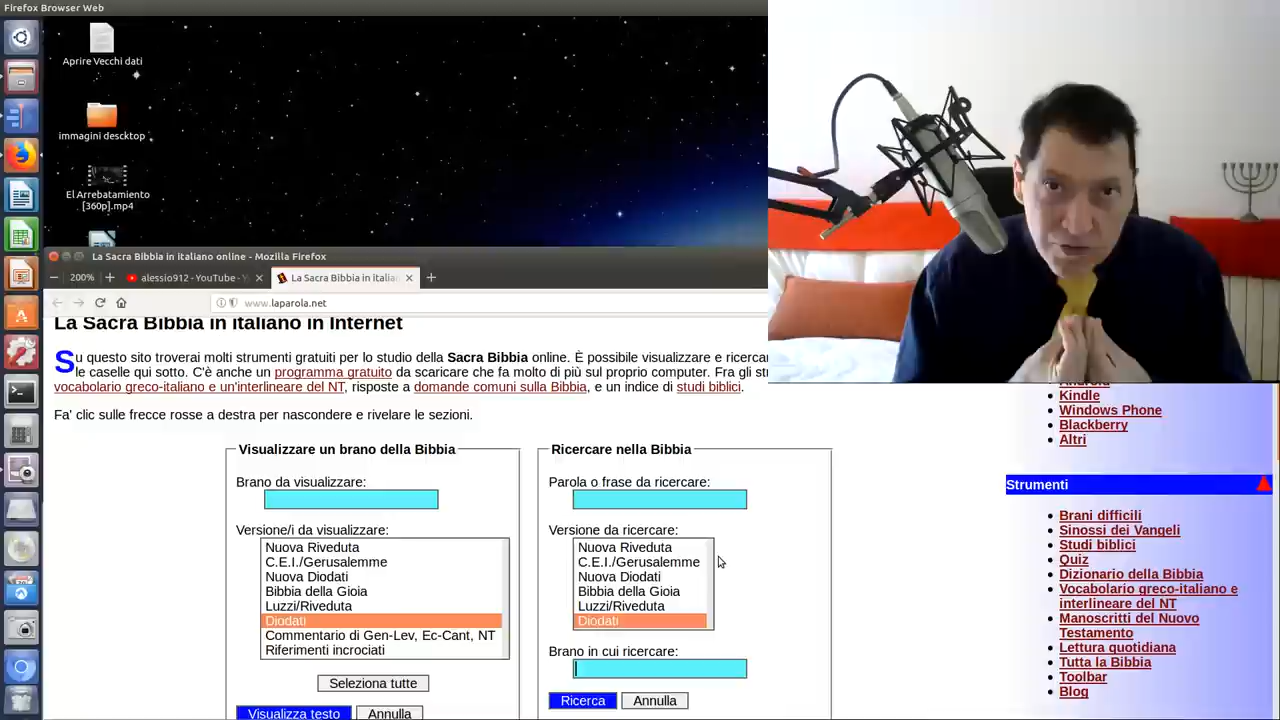 Firefox Browser Web
Aprire Vecchi dati
immagini descktop
El Arrebatamiento
[360p].mp4
La Sacra Bibbia in italiano online - Mozilla Firefox
200%
alessio912 - YouTube -
La Sacra Bibbia in italian
www.laparola.net
La Sacra Bibbia in italiano in Internet
Su questo sito troverai molti strumenti gratuiti per lo studio della Sacra Bibbia online. È possibile visualizzare e ricercar
le caselle qui sotto. C'è anche un programma gratuito da scaricare che fa molto di più sul proprio computer. Fra gli str
vocabolario greco-italiano e un'interlineare del NT, risposte a domande comuni sulla Bibbia, e un indice di studi biblici.
Fa' clic sulle frecce rosse a destra per nascondere e rivelare le sezioni.
Visualizzare un brano della Bibbia
Brano da visualizzare:
Versione/i da visualizzare:
Nuova Riveduta
C.E.I./Gerusalemme
Nuova Diodati
Bibbia della Gioia
Luzzi/Riveduta
Diodati
Commentario di Gen-Lev, Ec-Cant, NT
Riferimenti incrociati
Seleziona tutte
Visualizza testo
Annulla
Ricercare nella Bibbia
Parola o frase da ricercare:
Versione da ricercare:
Nuova Riveduta
C.E.I./Gerusalemme
Nuova Diodati
Bibbia della Gioia
Luzzi/Riveduta
Diodati
Brano in cui ricercare:
Ricerca
Annulla
Android
Kindle
Windows Phone
Blackberry
Altri
Strumenti
Brani difficili
Sinossi dei Vangeli
Studi biblici
Quiz
Dizionario della Bibbia
Vocabolario greco-italiano e
interlineare del NT
Manoscritti del Nuovo
Testamento
Lettura quotidiana
Tutta la Bibbia
Toolbar
Blog